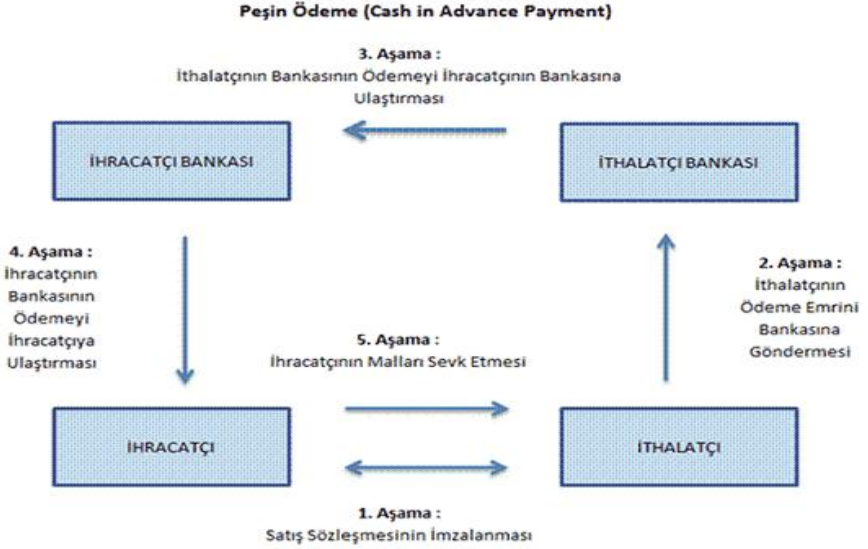 Peşin Ödeme (Cash in Advance Payment)
3. Aşama :
İthalatçının Bankasının Ödemeyi İhracatçının Bankasına
Ulaştırması
İHRACATÇI BANKASI
İTHALATÇI BANKASI
4. Aşama :
İhracatçının
Bankasının
Ödemeyi
İhracatçıya
Ulaştırması
2. Aşama :
İthalatçının
Ödeme Emrini
Bankasına
Göndermesi
5. Aşama :
İhracatçının Malları Sevk Etmesi
İHRACATÇI
İTHALATÇI
1. Aşama :
Satış Sözleşmesinin İmzalanması